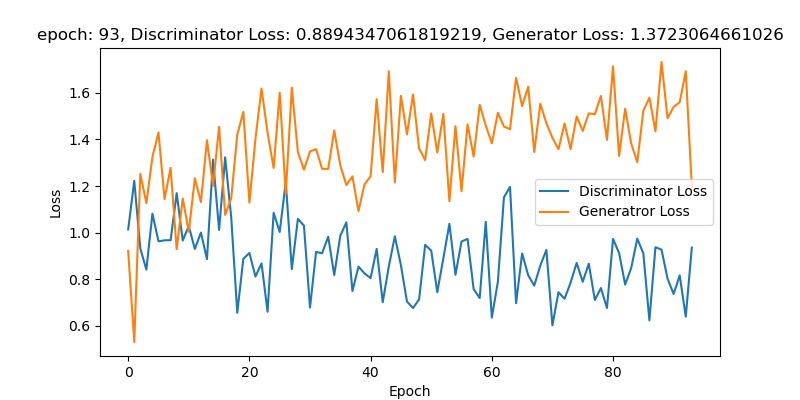 epoch: 93, Discriminator Loss: 0.8894347061819219, Generator Loss: 1.3723064661026
Loss
1.6
1.4
1.2
1.0
0.8
0.6
Discriminator Loss
Generatror Loss
0 20 40 60 80
Epoch